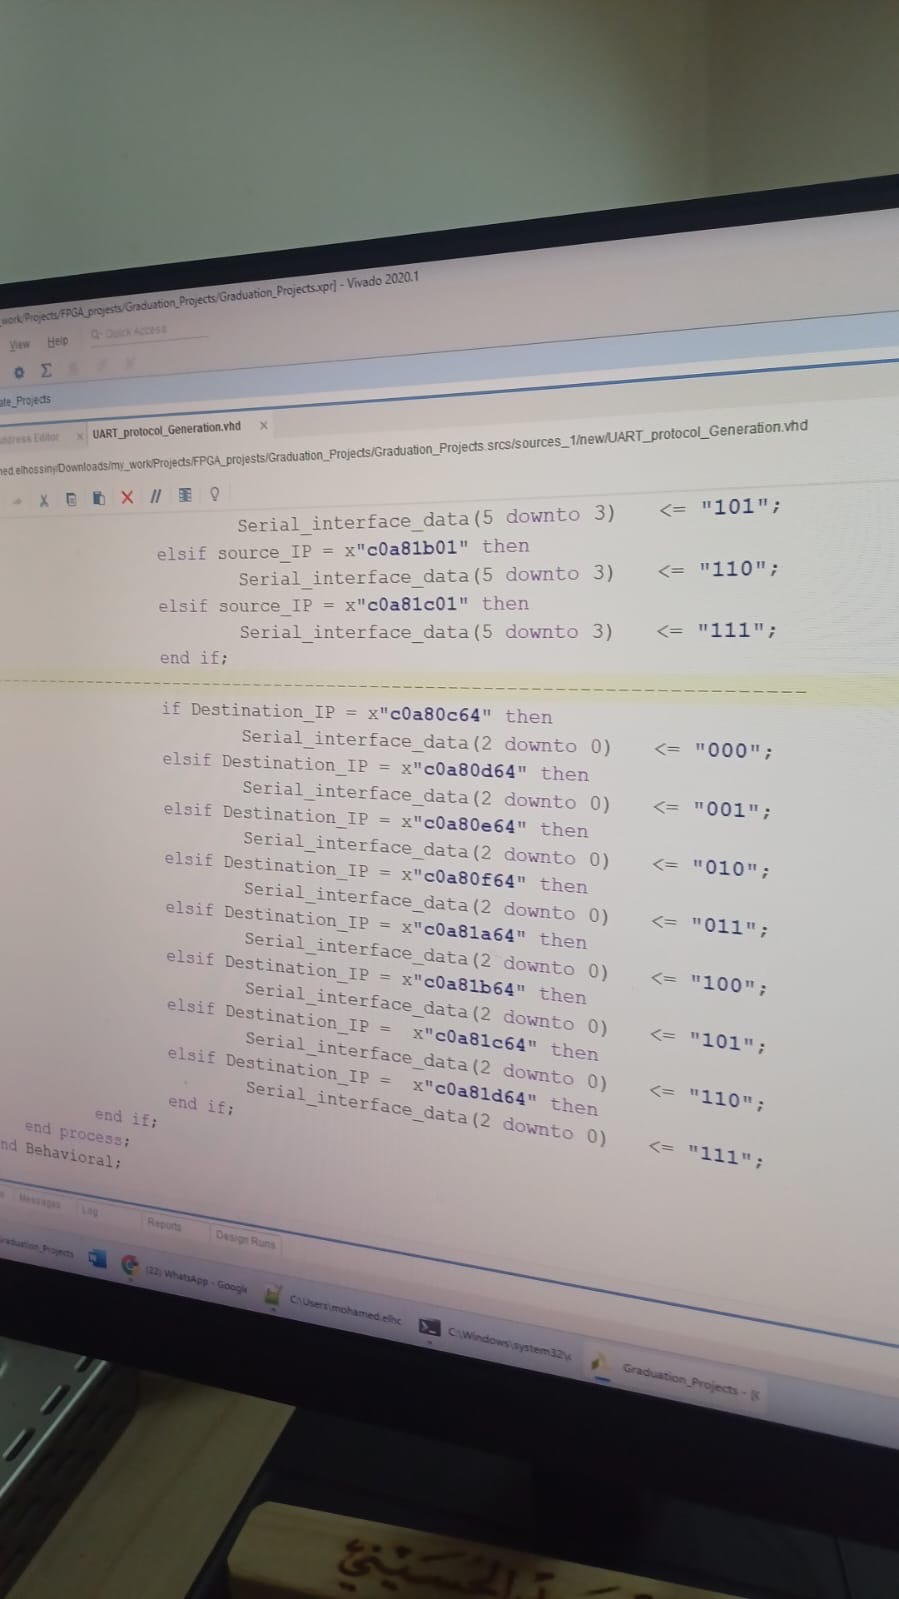 _work/Projects/FPGA_projests/Graduation_Projects/Graduation_Projects.xpr] - Vivado 2020.1
View Help Quick Access
ate_Projects
Address Editor × UART_protocol_Generation.vhd ×
ned.elhossiny/Downloads/my_work/Projects/FPGA_projests/Graduation_Projects/Graduation_Projects.srcs/sources_1/new/UART_protocol_Generation.vhd
Serial_interface_data(5 downto 3) <= "101";
elsif source_IP = x"c0a81b01" then
Serial_interface_data(5 downto 3) <= "110";
elsif source_IP = x"c0a81c01" then
Serial_interface_data(5 downto 3) <= "111";
end if;
--------------------------------------------------------------------------------
if Destination_IP = x"c0a80c64" then
Serial_interface_data(2 downto 0) <= "000";
elsif Destination_IP = x"c0a80d64" then
Serial_interface_data(2 downto 0) <= "001";
elsif Destination_IP = x"c0a80e64" then
Serial_interface_data(2 downto 0) <= "010";
elsif Destination_IP = x"c0a80f64" then
Serial_interface_data(2 downto 0) <= "011";
elsif Destination_IP = x"c0a81a64" then
Serial_interface_data(2 downto 0) <= "100";
elsif Destination_IP = x"c0a81b64" then
Serial_interface_data(2 downto 0) <= "101";
elsif Destination_IP = x"c0a81c64" then
Serial_interface_data(2 downto 0) <= "110";
elsif Destination_IP = x"c0a81d64" then
Serial_interface_data(2 downto 0) <= "111";
end if;
end if;
end process;
nd Behavioral;
Messages Log Reports Design Runs
raduation_Projects (22) WhatsApp - Google C:\Users\mohamed.elhc C:\Windows\system32\c Graduation_Projects - [C
الحسيني